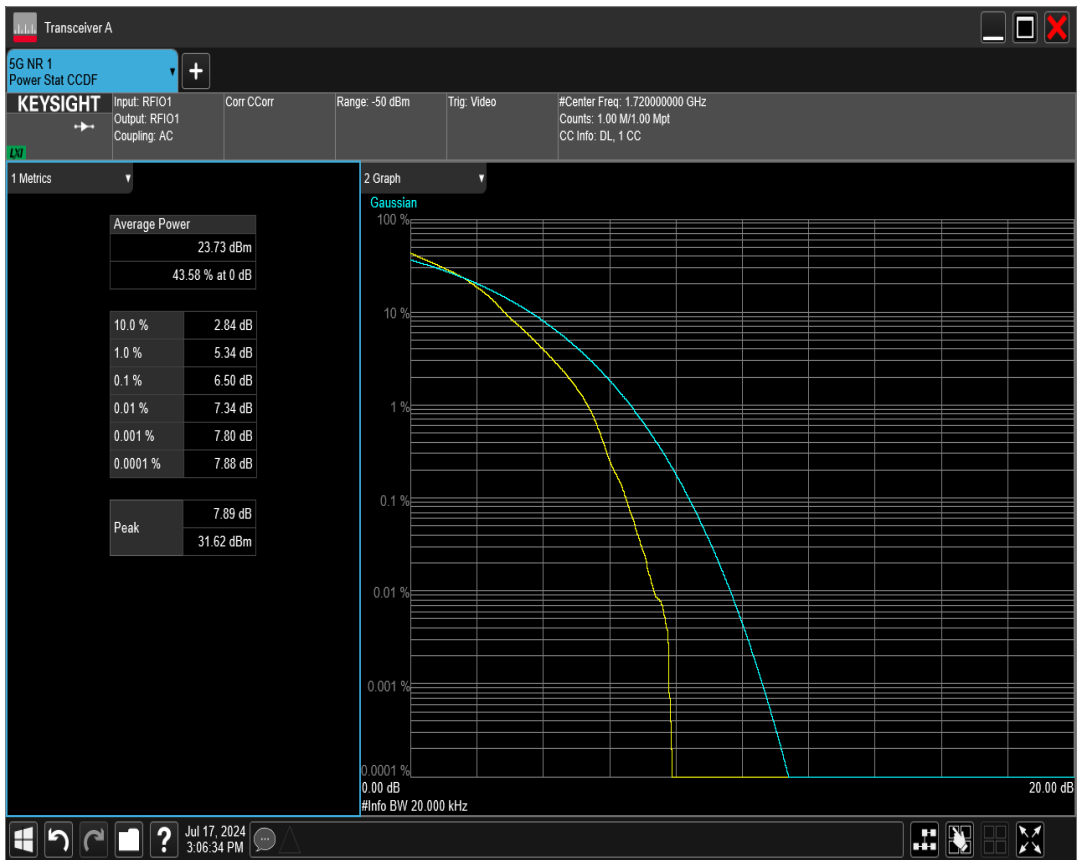 Transceiver A
5G NR 1
Power Stat CCDF
+
KEYSIGHT
LXI
Input: RFIO1
Output: RFIO1
Coupling: AC
Corr CCorr
Range: -50 dBm
Trig: Video
#Center Freq: 1.720000000 GHz
Counts: 1.00 M/1.00 Mpt
CC Info: DL, 1 CC
1 Metrics
Average Power
23.73 dBm
43.58 % at 0 dB
10.0 % 2.84 dB
1.0 % 5.34 dB
0.1 % 6.50 dB
0.01 % 7.34 dB
0.001 % 7.80 dB
0.0001 % 7.88 dB
Peak
7.89 dB
31.62 dBm
2 Graph
Gaussian
100 %
10 %
1 %
0.1 %
0.01 %
0.001 %
0.0001 %
0.00 dB 20.00 dB
#Info BW 20.000 kHz
?
Jul 17, 2024
3:06:34 PM